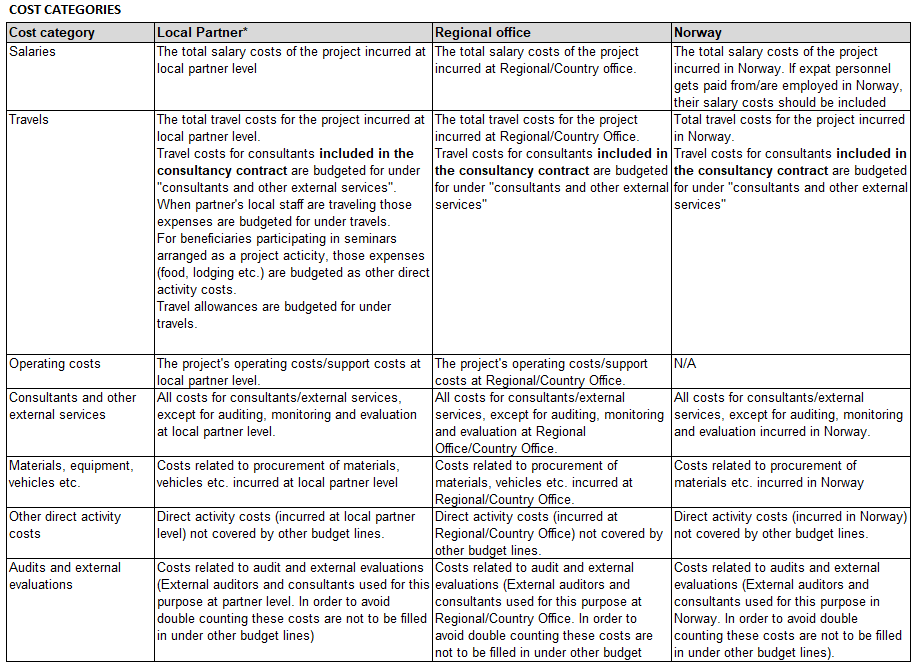 COST CATEGORIES
Cost category
Local Partner*
Regional office
Norway
Salaries
The total salary costs of the project incurred at
local partner level
The total salary costs of the project
incurred at Regional/Country office.
The total salary costs of the project
incurred in Norway. If expat personnel
gets paid from/are employed in Norway,
their salary costs should be included
Travels
The total travel costs for the project incurred at
local partner level.
Travel costs for consultants included in the
consultancy contract are budgeted for under
"consultants and other external services".
When partner's local staff are traveling those
expenses are budgeted for under travels.
For beneficiaries participating in seminars
arranged as a project acticity, those expenses
(food, lodging etc.) are budgeted as other direct
activity costs.
Travel allowances are budgeted for under
travels.
The total travel costs for the project
incurred at Regional/Country Office.
Travel costs for consultants included in
the consultancy contract are budgeted
for under "consultants and other external
services"
Total travel costs for the project incurred
in Norway.
Travel costs for consultants included in
the consultancy contract are budgeted
for under "consultants and other external
services"
Operating costs
The project's operating costs/support costs at
local partner level.
The project's operating costs/support
costs at Regional/Country Office.
N/A
Consultants and other
external services
All costs for consultants/external services,
except for auditing, monitoring and evaluation
at local partner level.
All costs for consultants/external
services, except for auditing, monitoring
and evaluation at Regional
Office/Country Office.
All costs for consultants/external
services, except for auditing, monitoring
and evaluation incurred in Norway.
Materials, equipment,
vehicles etc.
Costs related to procurement of materials,
vehicles etc. incurred at local partner level
Costs related to procurement of
materials, vehicles etc. incurred at
Regional/Country Office.
Costs related to procurement of
materials etc. incurred in Norway
Other direct activity
costs
Direct activity costs (incurred at local partner
level) not covered by other budget lines.
Direct activity costs (incurred at
Regional/Country Office) not covered by
other budget lines.
Direct activity costs (incurred in Norway)
not covered by other budget lines.
Audits and external
evaluations
Costs related to audit and external evaluations
(External auditors and consultants used for this
purpose at partner level. In order to avoid
double counting these costs are not to be filled
in under other budget lines)
Costs related to audit and external
evaluations (External auditors and
consultants used for this purpose at
Regional/Country Office. In order to
avoid double counting these costs are
not to be filled in under other budget
Costs related to audits and external
evaluations (External auditors and
consultants used for this purpose in
Norway. In order to avoid double
counting these costs are not to be filled
in under other budget lines).